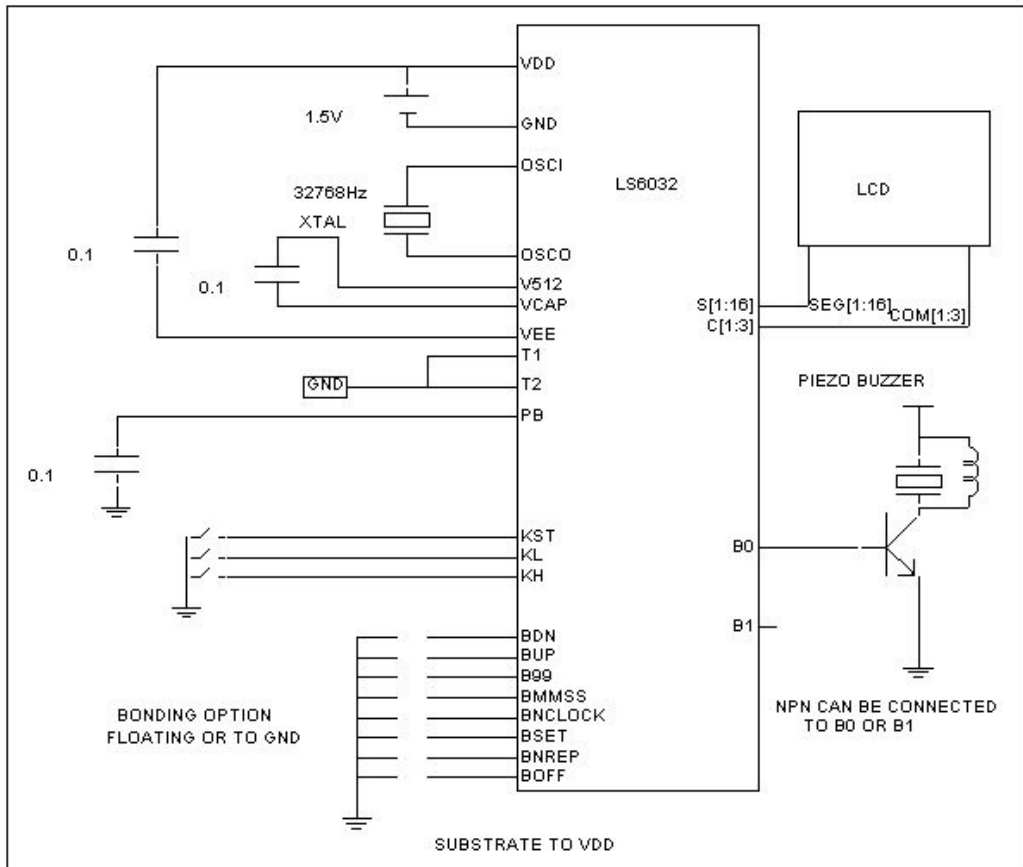 VDD
1.5V
GND
OSCI
LS6032
LCD
32768Hz
XTAL
0.1
OSCO
0.1
V512
VCAP
S[1:16]
SEG[1:16]
COM[1:3]
C[1:3]
VEE
T1
GND
T2
PIEZO BUZZER
PB
0.1
KST
KL
KH
B0
B1
BDN
BUP
B99
BMMSS
BNCLOCK
BSET
BNREP
BOFF
BONDING OPTION
FLOATING OR TO GND
NPN CAN BE CONNECTED
TO B0 OR B1
SUBSTRATE TO VDD